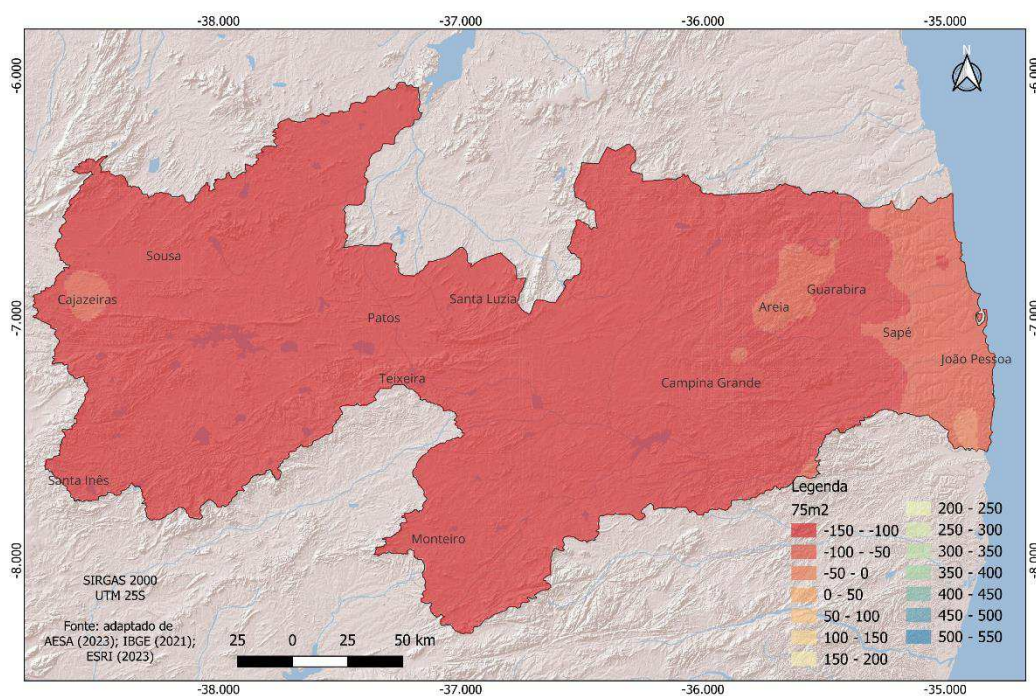 -38.000 -37.000 -36.000 -35.000
-6.000 -6.000
N
Sousa
Cajazeiras
Santa Luzia
Guarabira
Areia
-7.000 -7.000
Patos
Sapé
João Pessoa
Teixeira
Campina Grande
Santa Inês
Monteiro
-8.000 -8.000
Legenda
75m2
-150 - -100
-100 - -50
-50 - 0
0 - 50
50 - 100
100 - 150
150 - 200
200 - 250
250 - 300
300 - 350
350 - 400
400 - 450
450 - 500
500 - 550
SIRGAS 2000
UTM 25S
Fonte: adaptado de
AESA (2023); IBGE (2021);
ESRI (2023)
25 0 25 50 km
-38.000 -37.000 -36.000 -35.000